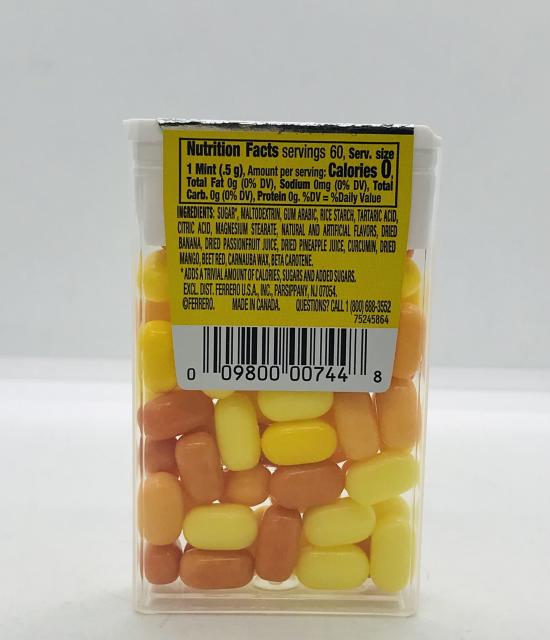 Nutrition Facts servings 60, Serv. size
1 Mint (.5 g), Amount per serving: Calories 0,
Total Fat 0g (0% DV), Sodium 0mg (0% DV), Total
Carb. 0g (0% DV), Protein 0g. %DV = %Daily Value
INGREDIENTS: SUGAR*, MALTODEXTRIN, GUM ARABIC, RICE STARCH, TARTARIC ACID,
CITRIC ACID, MAGNESIUM STEARATE, NATURAL AND ARTIFICIAL FLAVORS, DRIED
BANANA, DRIED PASSIONFRUIT JUICE, DRIED PINEAPPLE JUICE, CURCUMIN, DRIED
MANGO, BEET RED, CARNAUBA WAX, BETA CAROTENE.
*ADDS A TRIVIAL AMOUNT OF CALORIES, SUGARS AND ADDED SUGARS.
EXCL. DIST. FERRERO U.S.A., INC., PARSIPPANY, NJ 07054.
©FERRERO. MADE IN CANADA. QUESTIONS? CALL 1 (800) 688-3552
75245864
0 09800 00744 8